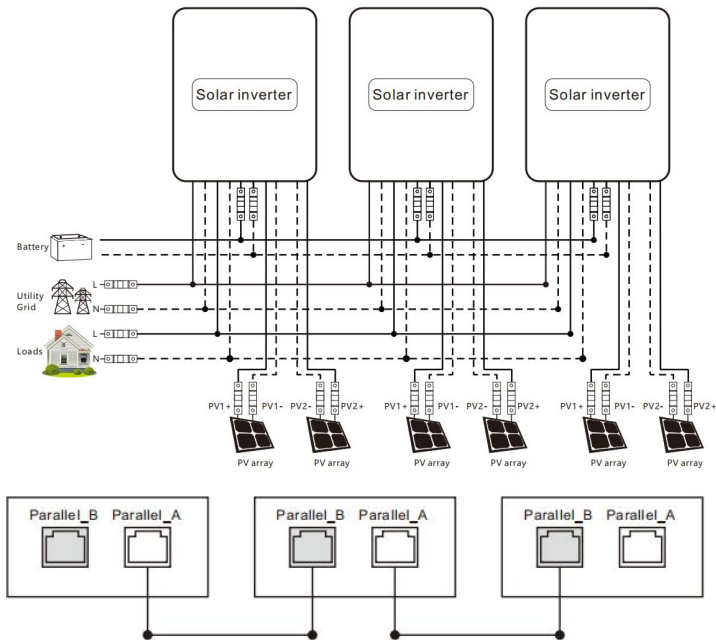 Solar inverter Solar inverter Solar inverter
Battery
Utility
Grid
L
N
L
Loads
N
PV1+ PV1- PV2- PV2+ PV1+ PV1- PV2- PV2+ PV1+ PV1- PV2- PV2+
PV array PV array PV array PV array PV array PV array
Parallel_B Parallel_A Parallel_B Parallel_A Parallel_B Parallel_A